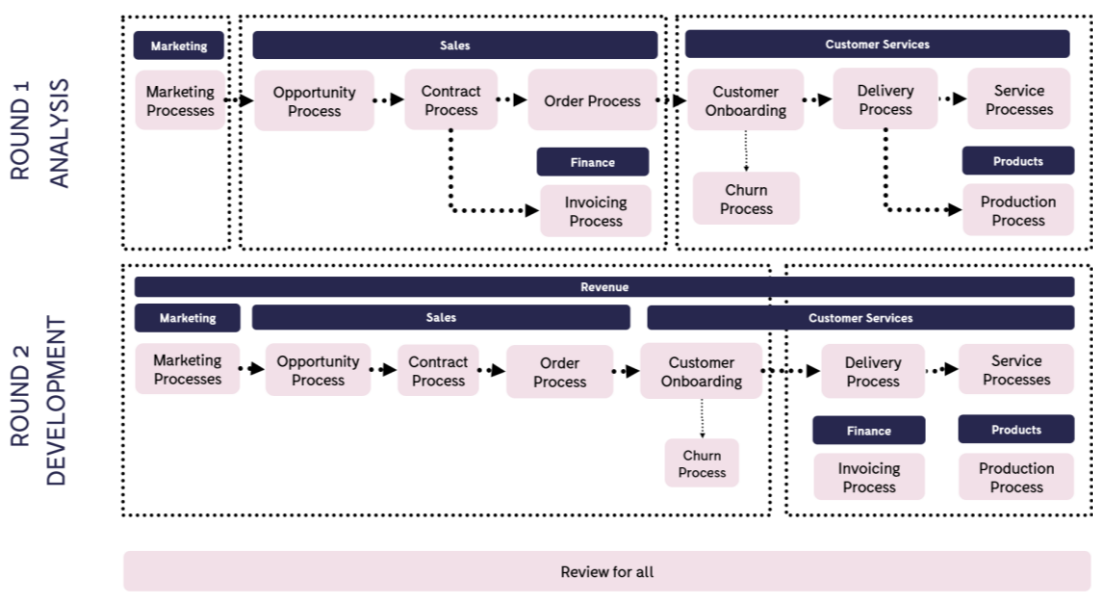 ROUND 1
ANALYSIS
Marketing
Sales
Customer Services
Marketing
Processes
Opportunity
Process
Contract
Process
Order Process
Customer
Onboarding
Delivery
Process
Service
Processes
Finance
Products
Invoicing
Process
Churn
Process
Production
Process
ROUND 2
DEVELOPMENT
Revenue
Marketing
Sales
Customer Services
Marketing
Processes
Opportunity
Process
Contract
Process
Order
Process
Customer
Onboarding
Delivery
Process
Service
Processes
Finance
Products
Churn
Process
Invoicing
Process
Production
Process
Review for all